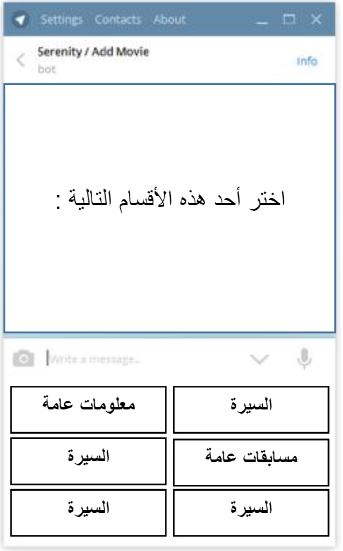 Settings Contacts About
Serenity / Add Movie
bot
Info
اختر أحد هذه الأقسام التالية :
Write a message...
السيرة
معلومات عامة
مسابقات عامة
السيرة
السيرة
السيرة